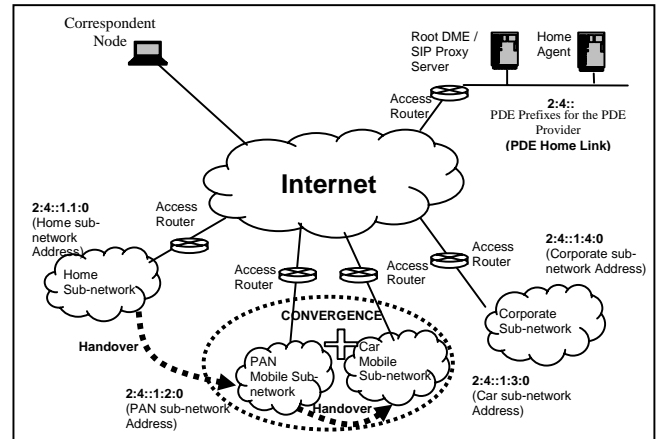 Correspondent
Node
Root DME /
SIP Proxy
Server
Home
Agent
Access
Router
2:4::
PDE Prefixes for the PDE
Provider
(PDE Home Link)
Internet
2:4::1.1:0
(Home sub-
network
Address)
Access
Router
Home
Sub-network
Access
Router
Access
Router
Access
Router
2:4::1:4:0
(Corporate sub-
network Address)
Corporate
Sub-network
CONVERGENCE
Handover
PAN
Mobile Sub-
network
Car
Mobile
Sub-network
Handover
2:4::1:2:0
(PAN sub-network
Address)
2:4::1:3:0
(Car sub-network
Address)